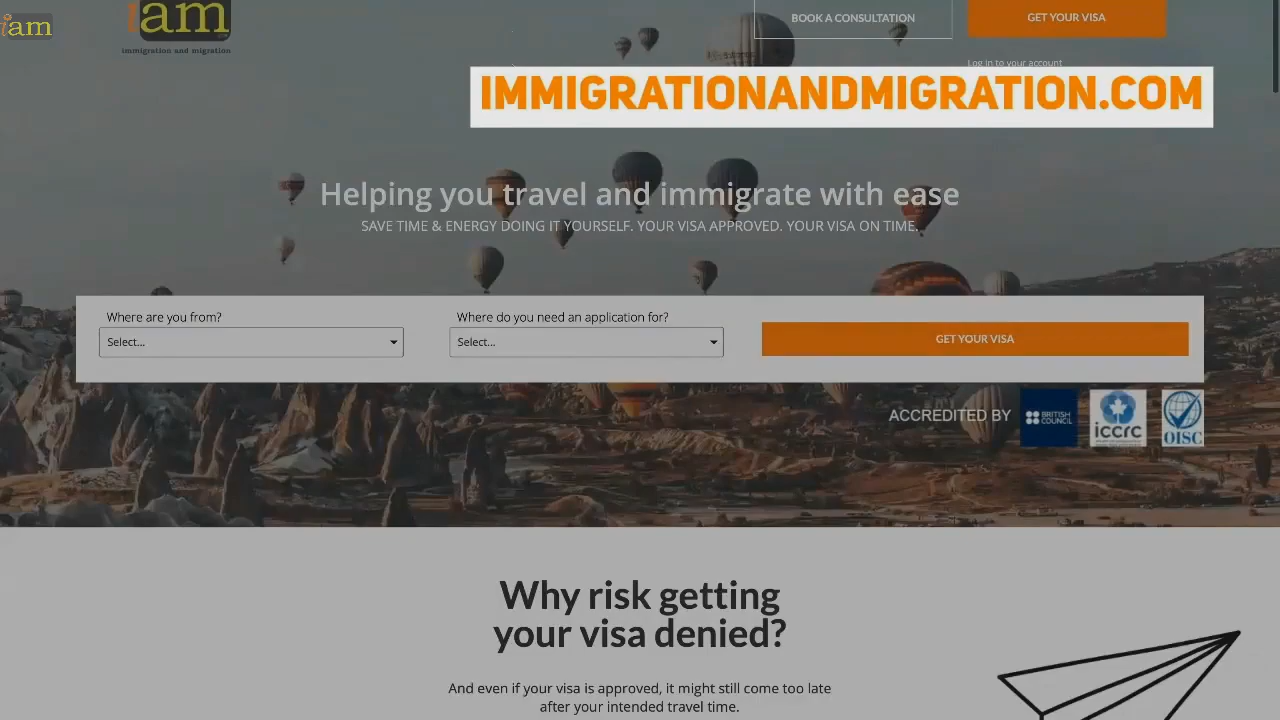 iam
iam
immigration and migration
BOOK A CONSULTATION
GET YOUR VISA
Log in to your account
IMMIGRATIONANDMIGRATION.COM
Helping you travel and immigrate with ease
SAVE TIME & ENERGY DOING IT YOURSELF. YOUR VISA APPROVED. YOUR VISA ON TIME.
Where are you from?
Where do you need an application for?
Select...
Select...
GET YOUR VISA
ACCREDITED BY
BRITISH
COUNCIL
iccrc
OISC
Why risk getting
your visa denied?
And even if your visa is approved, it might still come too late
after your intended travel time.